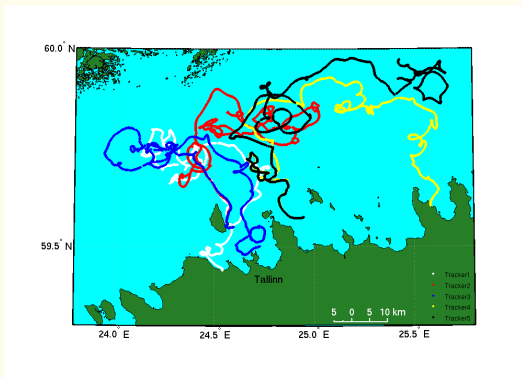 60.0° N
59.5° N
Tallinn
Tracker1
Tracker2
Tracker3
Tracker4
Tracker5
5 0 5 10 km
24.0 E
24.5 E
25.0 E
25.5 E